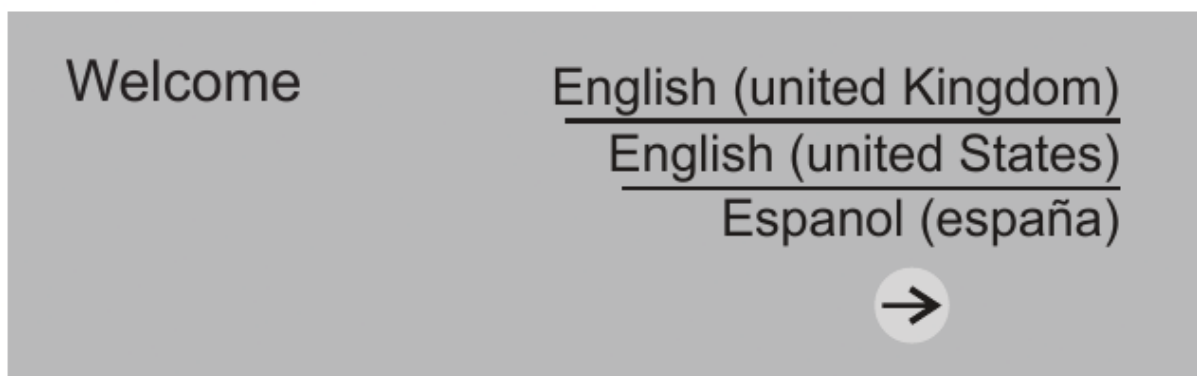 Welcome
English (united Kingdom)
English (united States)
Espanol (españa)